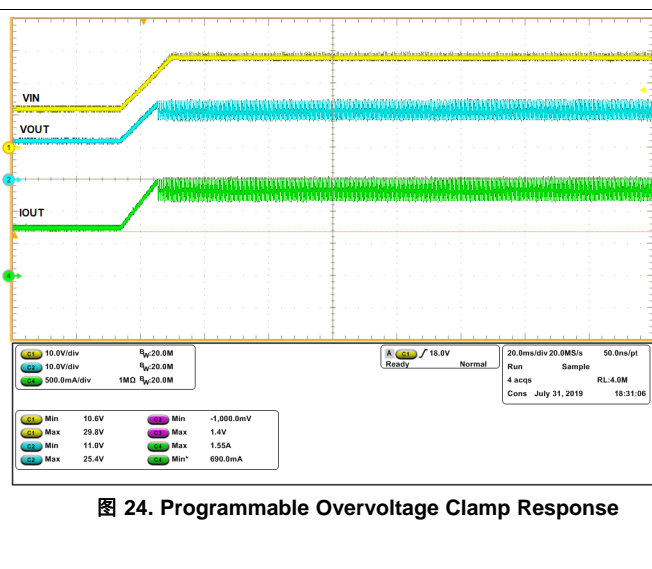 VIN
VOUT
1
2
IOUT
4
C1 10.0V/div BW:20.0M
C2 10.0V/div BW:20.0M
C4 500.0mA/div 1MΩ BW:20.0M
A C1 18.0V
Ready Normal
20.0ms/div 20.0MS/s 50.0ns/pt
Run Sample
4 acqs RL:4.0M
Cons July 31, 2019 18:31:06
C1 Min 10.6V C3 Min -1,000.0mV
C1 Max 29.8V C3 Max 1.4V
C2 Min 11.0V C4 Max 1.55A
C2 Max 25.4V C4 Min* 690.0mA
图 24. Programmable Overvoltage Clamp Response